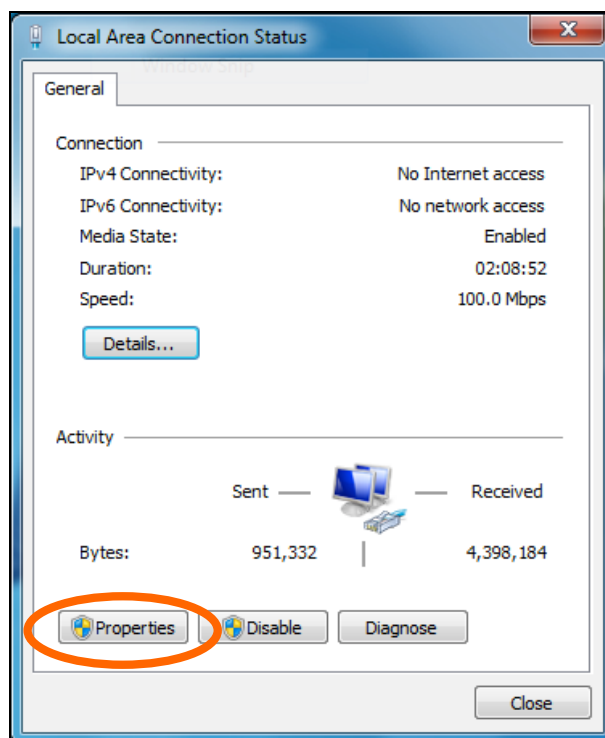 Local Area Connection Status
x
Window Snip
General
Connection
IPv4 Connectivity: No Internet access
IPv6 Connectivity: No network access
Media State: Enabled
Duration: 02:08:52
Speed: 100.0 Mbps
Details...
Activity
Sent Received
Bytes: 951,332 4,398,184
Properties Disable Diagnose
Close